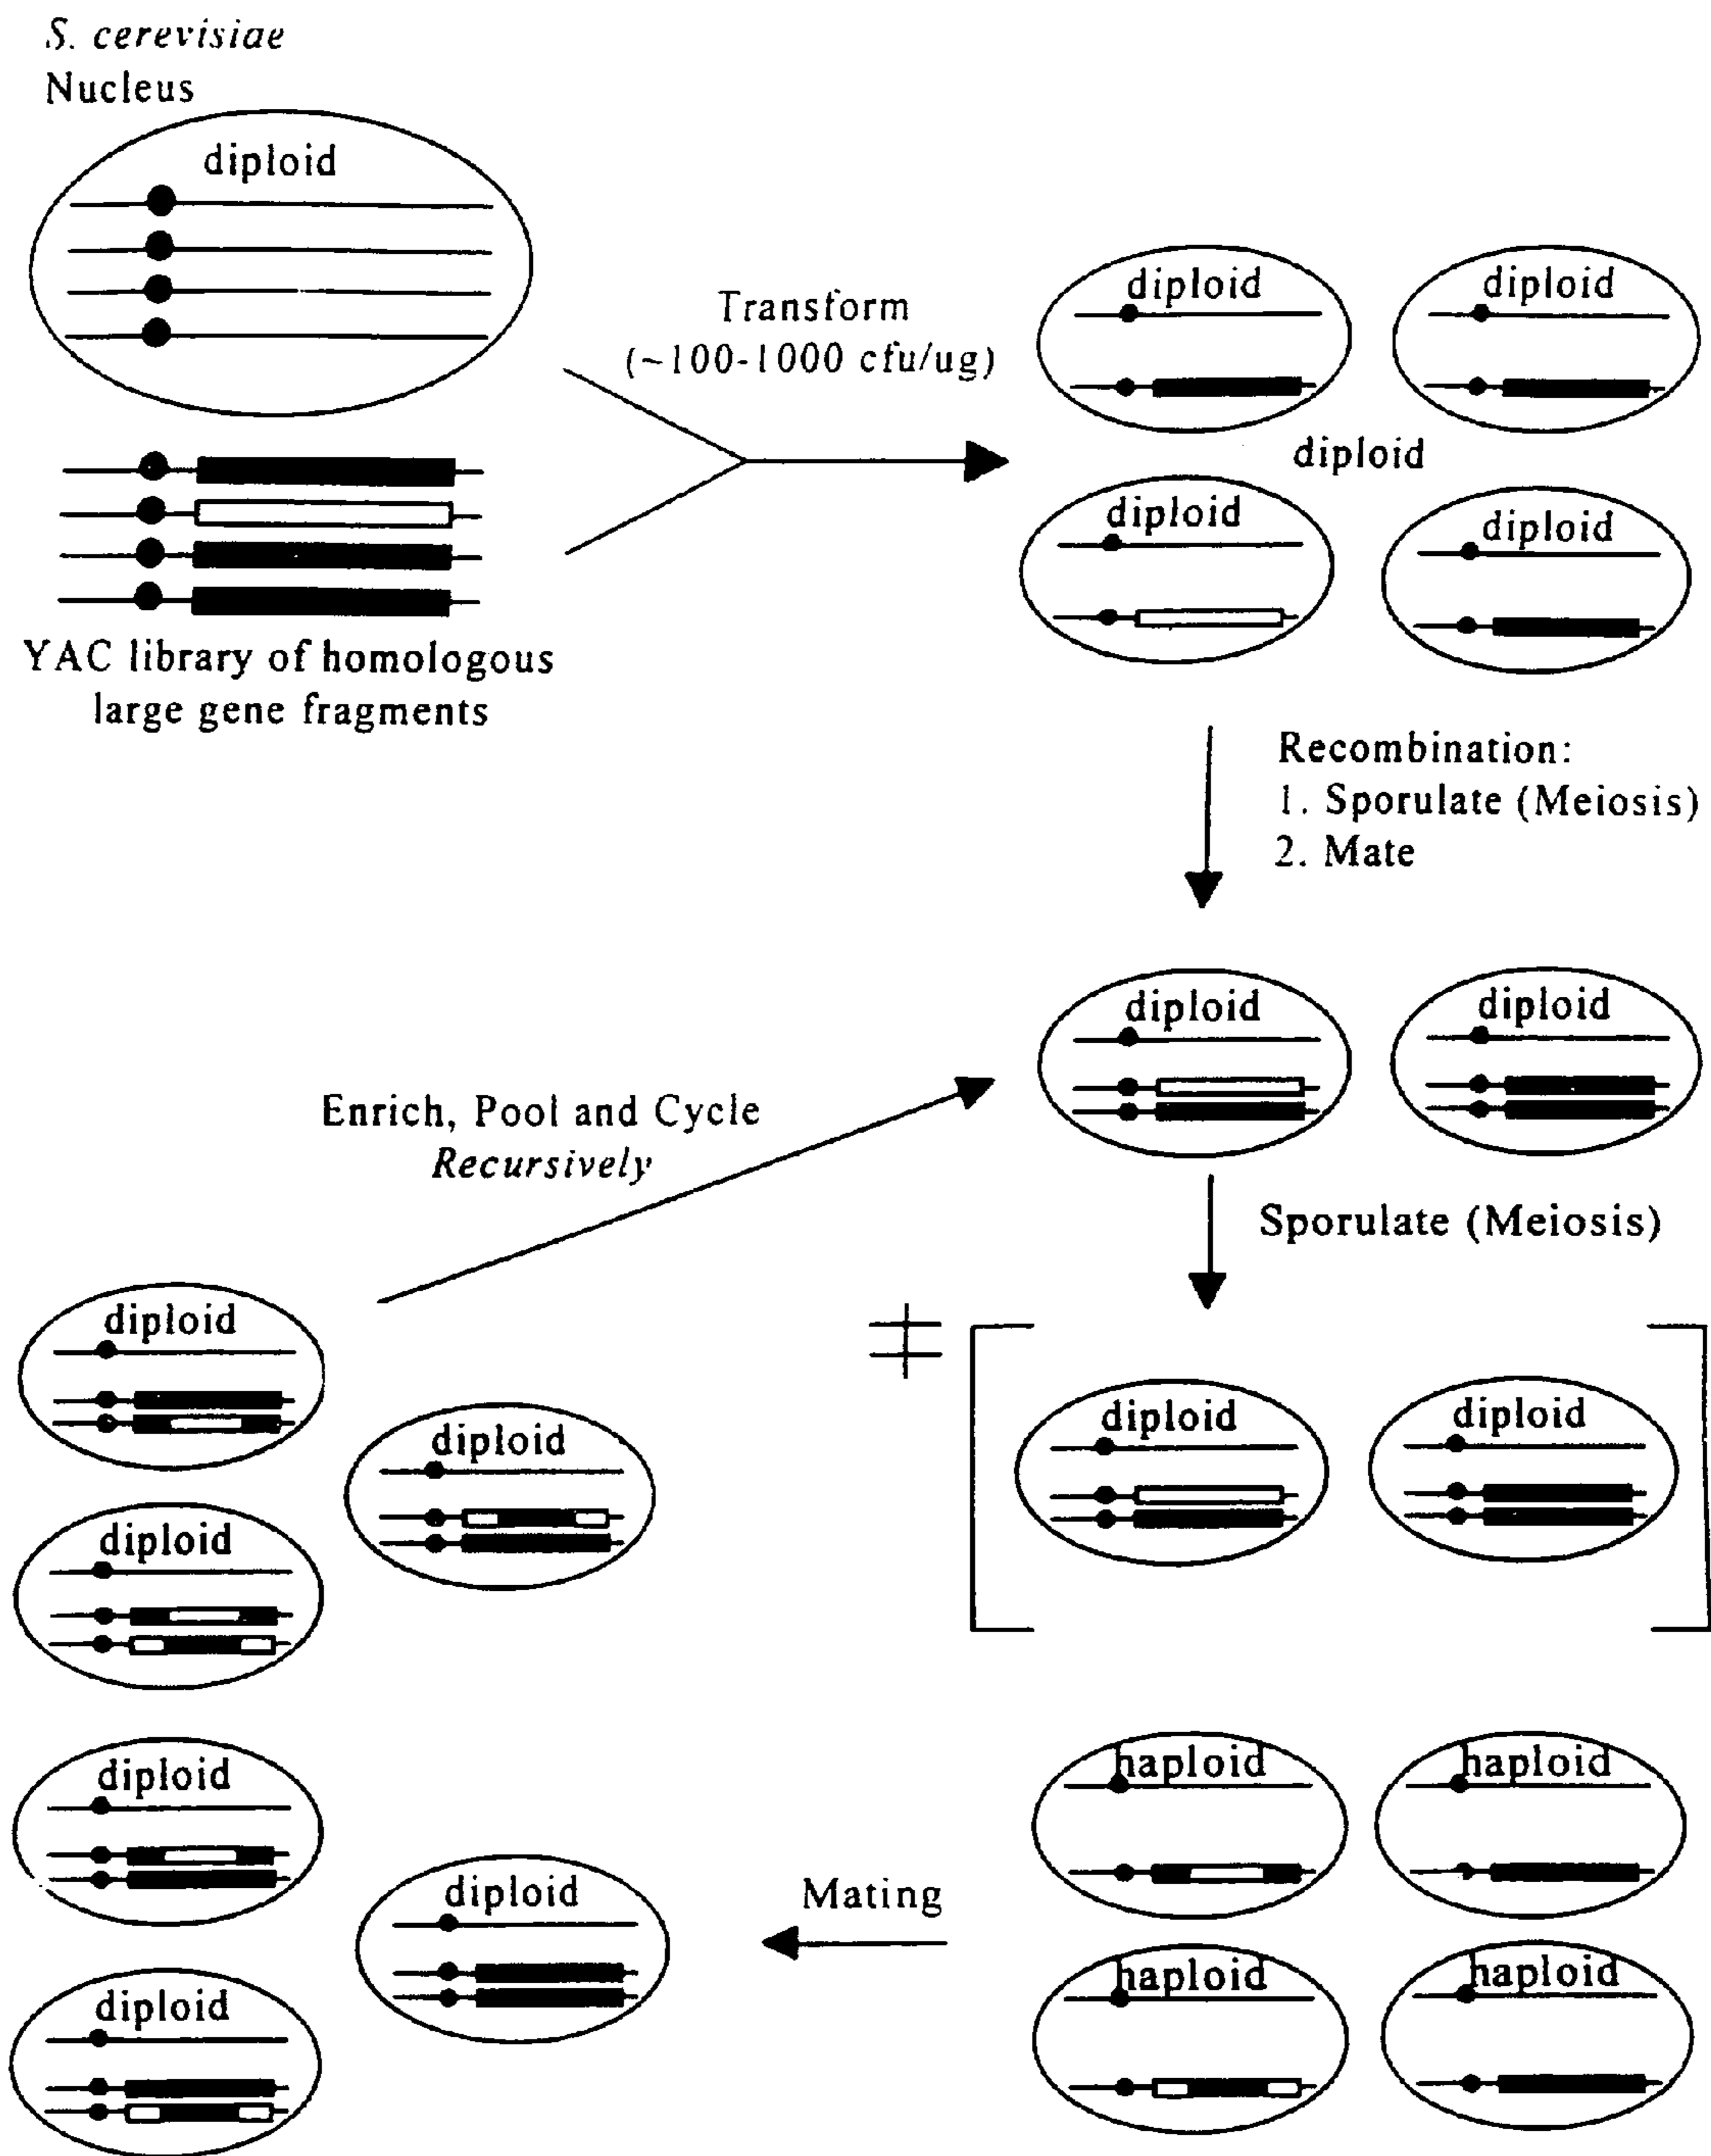 S. cerevisiae
Nucleus
diploid
Transform
(~100-1000 cfu/ug)
diploid
diploid
diploid
diploid
diploid
YAC library of homologous
large gene fragments
Recombination:
1. Sporulate (Meiosis)
2. Mate
diploid
diploid
Enrich, Pool and Cycle
Recursively
Sporulate (Meiosis)
diploid
diploid
diploid
diploid
diploid
diploid
diploid
diploid
haploid
haploid
Mating
haploid
haploid